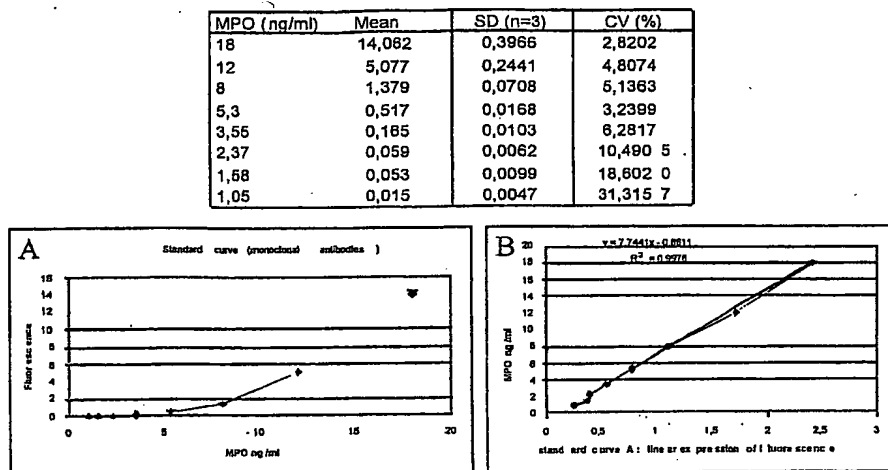 MPO (ng/ml) Mean SD (n=3) CV (%)
18 14,062 0,3966 2,8202
12 5,077 0,2441 4,8074
8 1,379 0,0708 5,1363
5,3 0,517 0,0168 3,2399
3,55 0,165 0,0103 6,2817
2,37 0,059 0,0062 10,490 5
1,58 0,053 0,0099 18,602 0
1,05 0,015 0,0047 31,315 7
A
Standard curve (monoclonal antibodies )
16
14
10
8
6
4
2
0
Fluorescence
0 5 10 15 20
MPO ng/ml
B
y = 7.7441x - 0.8611
R² = 0.9978
18
18
16
14
12
10
8
6
4
2
0
MPO ng/ml
0 0,5 1 1,5 2 2,5 3
standard curve A: linear expression of fluorescence